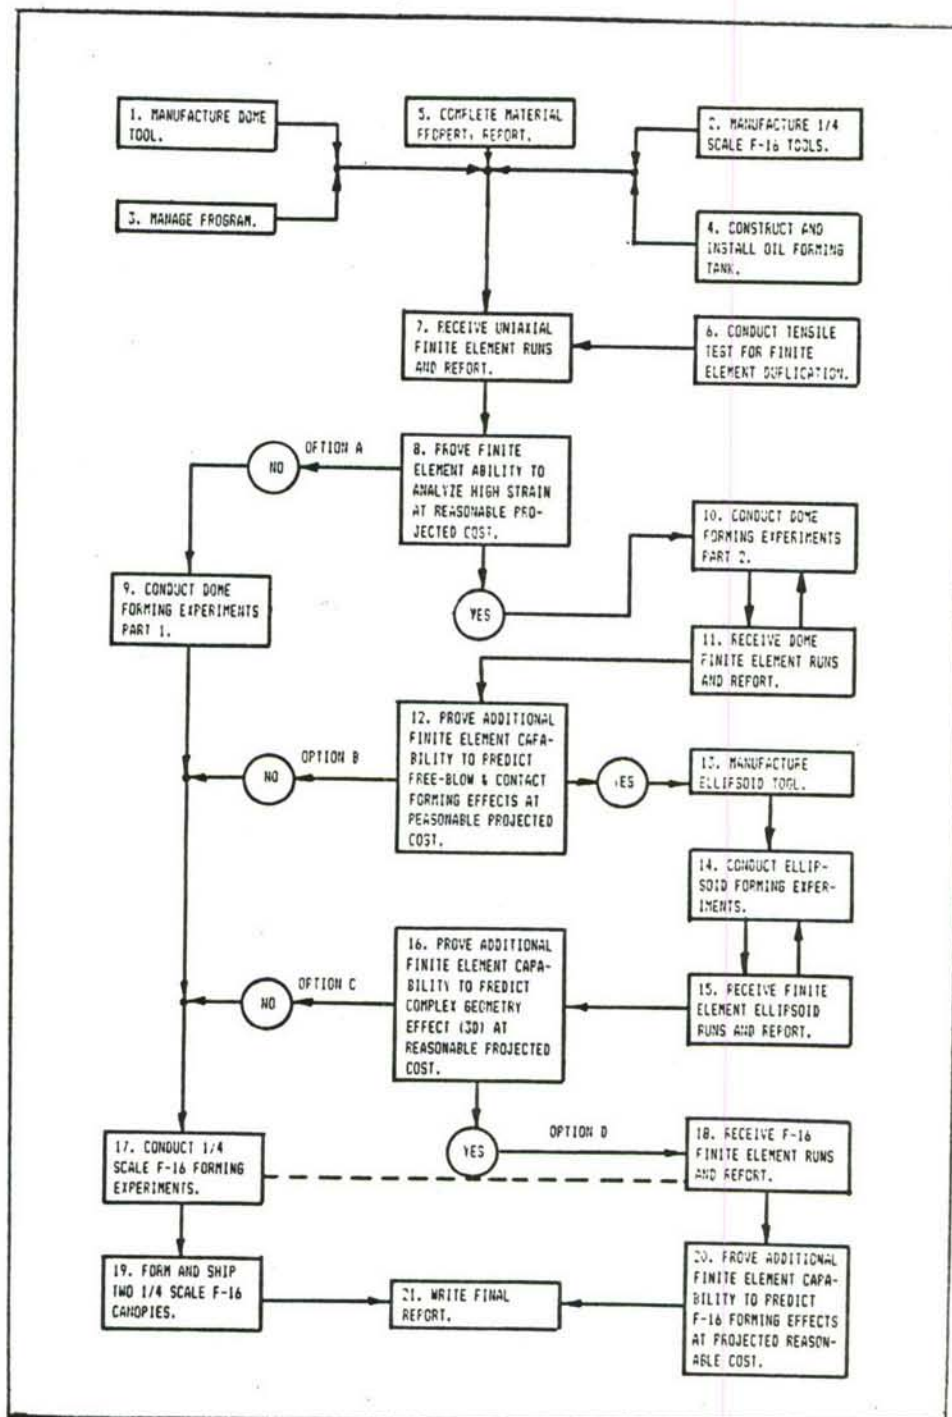 1. MANUFACTURE DOME
TOOL.
5. COMPLETE MATERIAL
PROPERTY REPORT.
2. MANUFACTURE 1/4
SCALE F-16 TOOLS.
3. MANAGE PROGRAM.
4. CONSTRUCT AND
INSTALL OIL FORMING
TANK.
7. RECEIVE UNIAXIAL
FINITE ELEMENT RUNS
AND REPORT.
6. CONDUCT TENSILE
TEST FOR FINITE
ELEMENT DUPLICATION.
OPTION A
NO
8. PROVE FINITE
ELEMENT ABILITY TO
ANALYZE HIGH STRAIN
AT REASONABLE PRO-
JECTED COST.
10. CONDUCT DOME
FORMING EXPERIMENTS
PART 2.
9. CONDUCT DOME
FORMING EXPERIMENTS
PART 1.
YES
11. RECEIVE DOME
FINITE ELEMENT RUNS
AND REPORT.
12. PROVE ADDITIONAL
FINITE ELEMENT CAPA-
BILITY TO PREDICT
FREE-BLOW & CONTACT
FORMING EFFECTS AT
REASONABLE PROJECTED
COST.
OPTION B
NO
YES
13. MANUFACTURE
ELLIPSOID TOOL.
14. CONDUCT ELLIP-
SOID FORMING EXPER-
IMENTS.
16. PROVE ADDITIONAL
FINITE ELEMENT CAPA-
BILITY TO PREDICT
COMPLEX GEOMETRY
EFFECT (3D) AT
REASONABLE PROJECTED
COST.
OPTION C
NO
15. RECEIVE FINITE
ELEMENT ELLIPSOID
RUNS AND REPORT.
17. CONDUCT 1/4
SCALE F-16 FORMING
EXPERIMENTS.
YES
OPTION D
18. RECEIVE F-16
FINITE ELEMENT RUNS
AND REPORT.
19. FORM AND SHIP
TWO 1/4 SCALE F-16
CANOPIES.
21. WRITE FINAL
REPORT.
20. PROVE ADDITIONAL
FINITE ELEMENT CAPA-
BILITY TO PREDICT
F-16 FORMING EFFECTS
AT PROJECTED REASON-
ABLE COST.